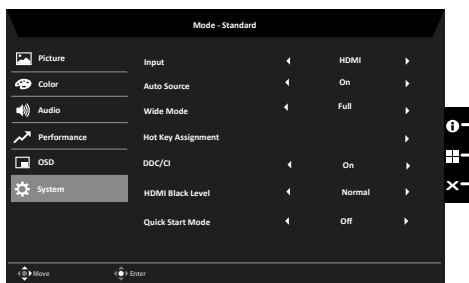 Mode - Standard
Picture
Color
Audio
Performance
OSD
System
Input HDMI
Auto Source On
Wide Mode Full
Hot Key Assignment
DDC/CI On
HDMI Black Level Normal
Quick Start Mode Off
Move Enter